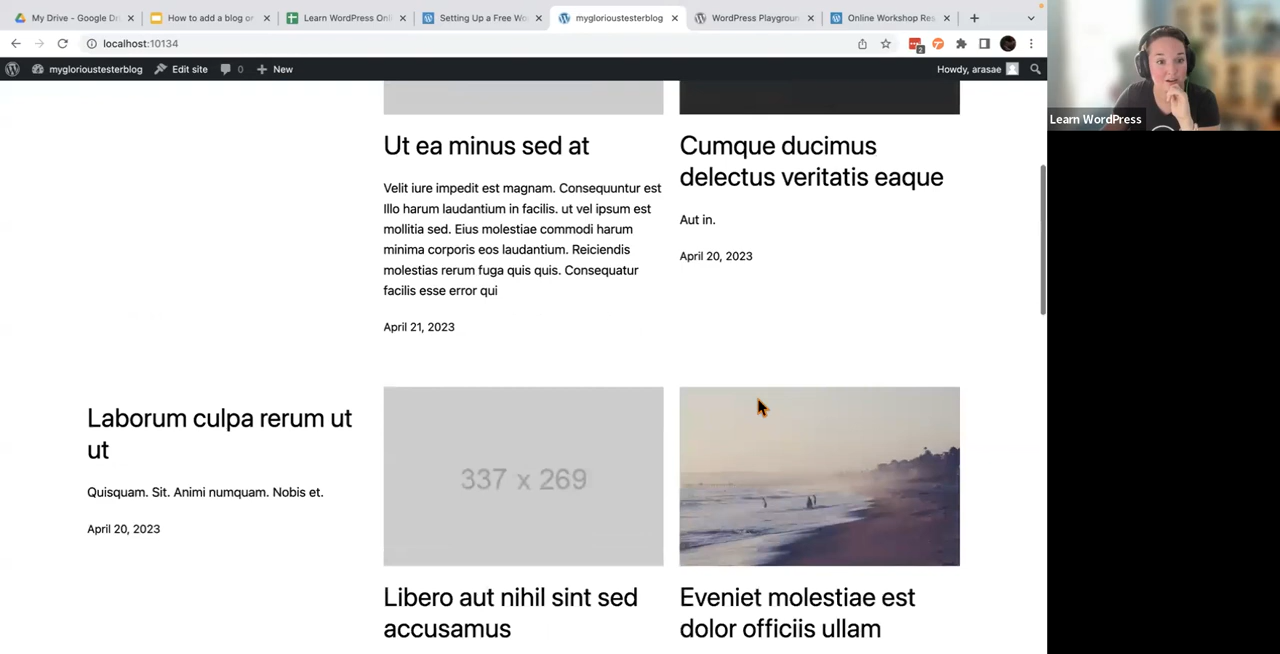 My Drive - Google Dr
How to add a blog or
Learn WordPress Onl
Setting Up a Free Wo
myglorioustesterblog
WordPress Playgroun
Online Workshop Res
localhost:10134
2
myglorioustesterblog
Edit site
0
New
Howdy, arasae
Learn WordPress
Ut ea minus sed at
Velit iure impedit est magnam. Consequuntur est
Illo harum laudantium in facilis. ut vel ipsum est
mollitia sed. Eius molestiae commodi harum
minima corporis eos laudantium. Reiciendis
molestias rerum fuga quis quis. Consequatur
facilis esse error qui
April 21, 2023
Cumque ducimus
delectus veritatis eaque
Aut in.
April 20, 2023
Laborum culpa rerum ut
ut
Quisquam. Sit. Animi numquam. Nobis et.
April 20, 2023
337 x 269
Libero aut nihil sint sed
accusamus
Eveniet molestiae est
dolor officiis ullam